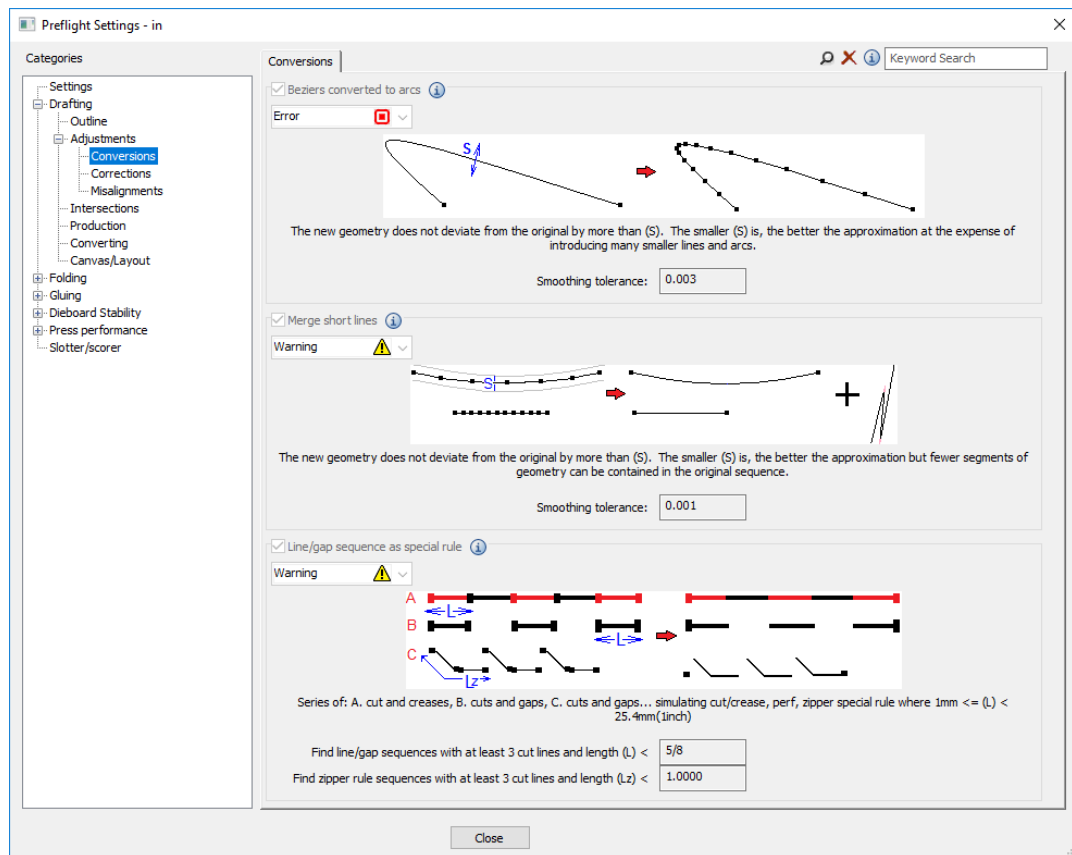 Preflight Settings - in
Categories
Settings
Drafting
Outline
Adjustments
Conversions
Corrections
Misalignments
Intersections
Production
Converting
Canvas/Layout
Folding
Gluing
Dieboard Stability
Press performance
Slotter/scorer
Conversions
Keyword Search
Beziers converted to arcs
Error
S
The new geometry does not deviate from the original by more than (S).  The smaller (S) is, the better the approximation at the expense of
introducing many smaller lines and arcs.
Smoothing tolerance: 0.003
Merge short lines
Warning
S
The new geometry does not deviate from the original by more than (S).  The smaller (S) is, the better the approximation but fewer segments of
geometry can be contained in the original sequence.
Smoothing tolerance: 0.001
Line/gap sequence as special rule
Warning
A
L
B
L
C
Lz
Series of: A. cut and creases, B. cuts and gaps, C. cuts and gaps... simulating cut/crease, perf, zipper special rule where 1mm <= (L) <
25.4mm(1inch)
Find line/gap sequences with at least 3 cut lines and length (L) < 5/8
Find zipper rule sequences with at least 3 cut lines and length (Lz) < 1.0000
Close